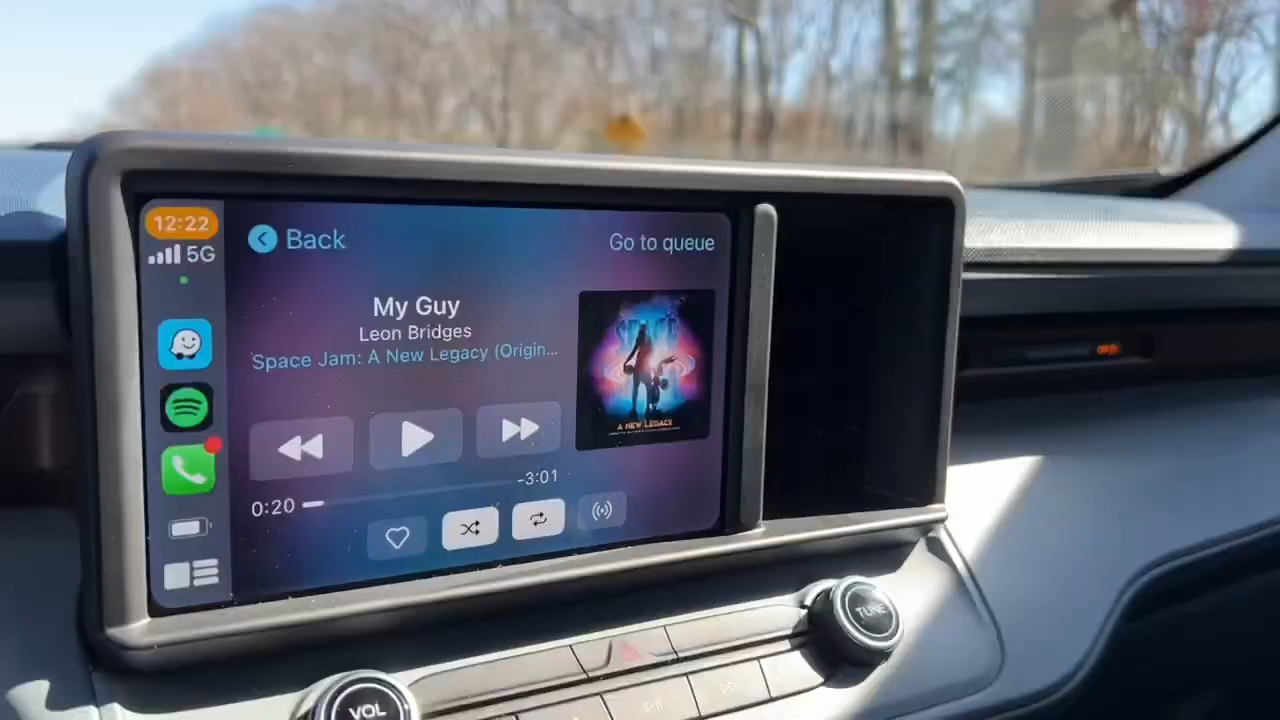 12:22
5G
Back
Go to queue
My Guy
Leon Bridges
Space Jam: A New Legacy (Origin...
SPACE
A NEW LEGACY
-3:01
0:20
TUNE
VOL